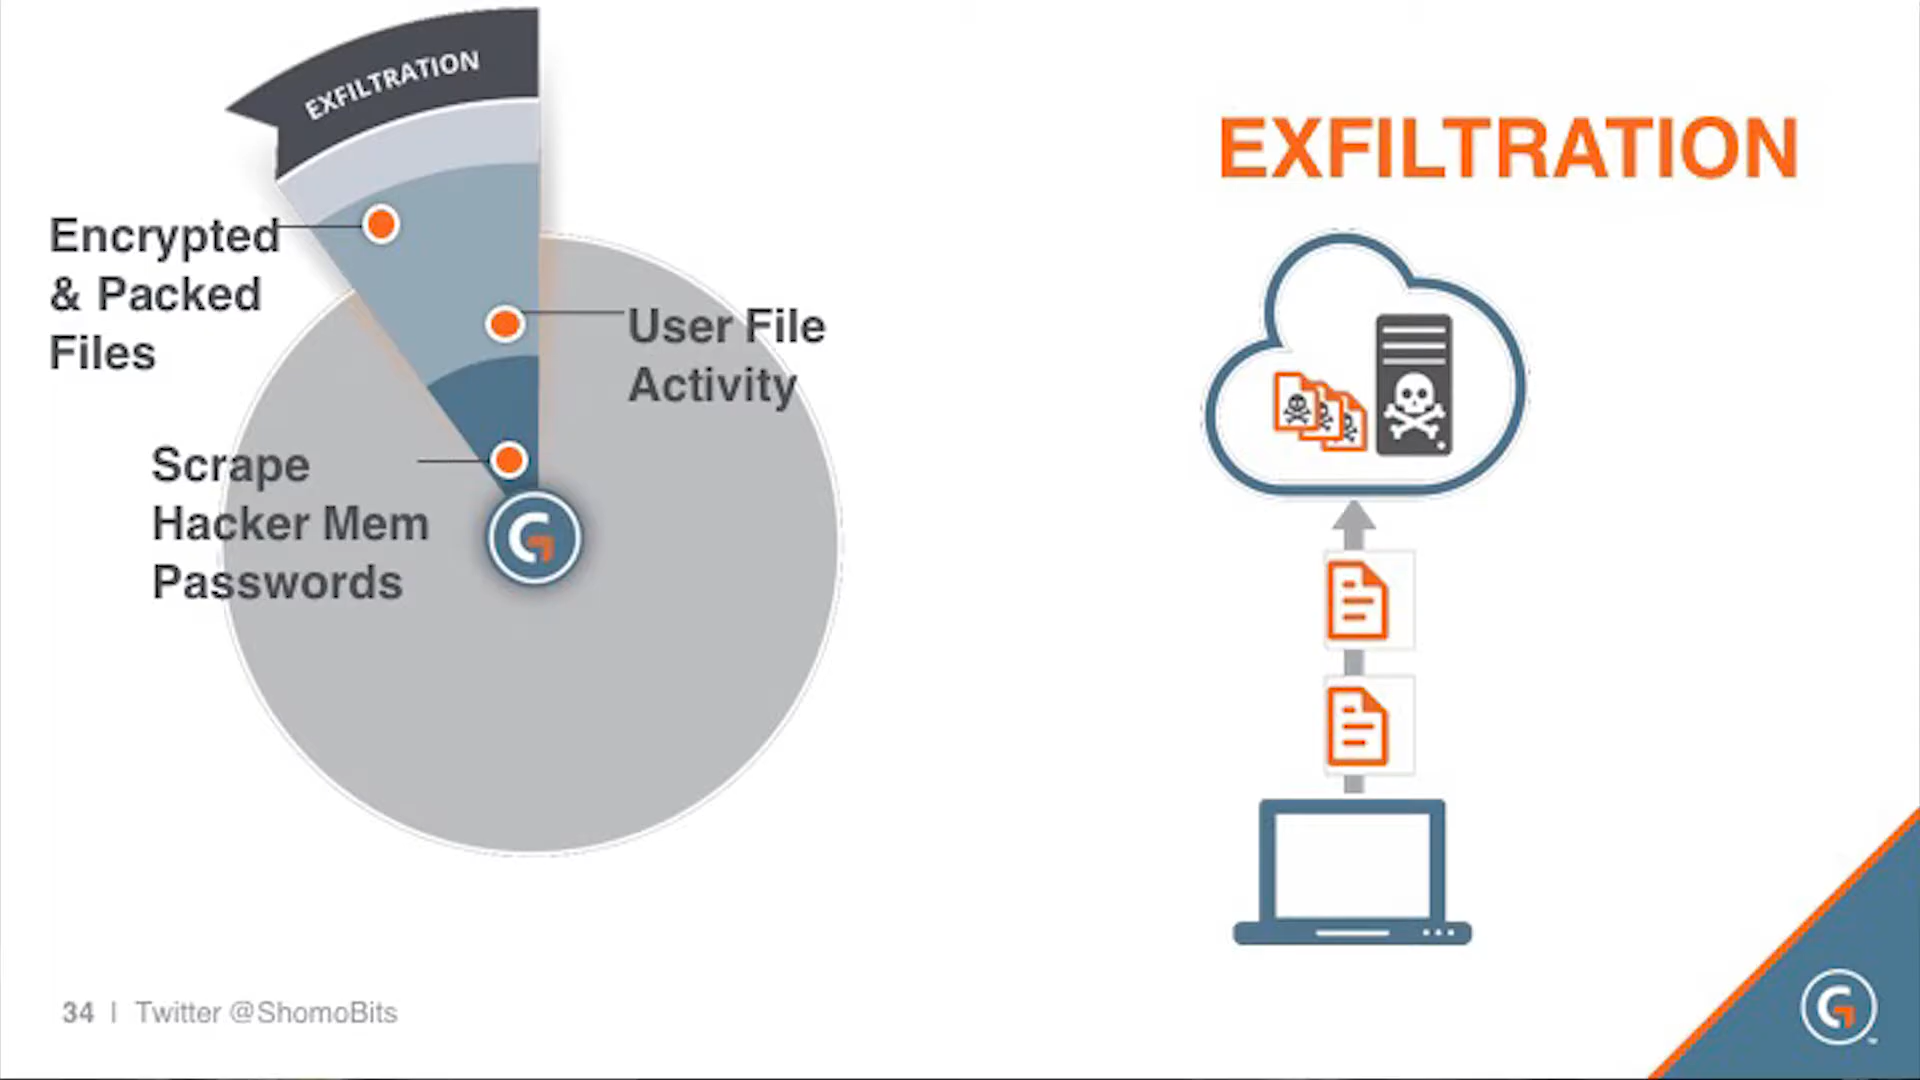 EXFILTRATION
EXFILTRATION
Encrypted
& Packed
Files
User File
Activity
Scrape
Hacker Mem
Passwords
34 | Twitter @ShomoBits